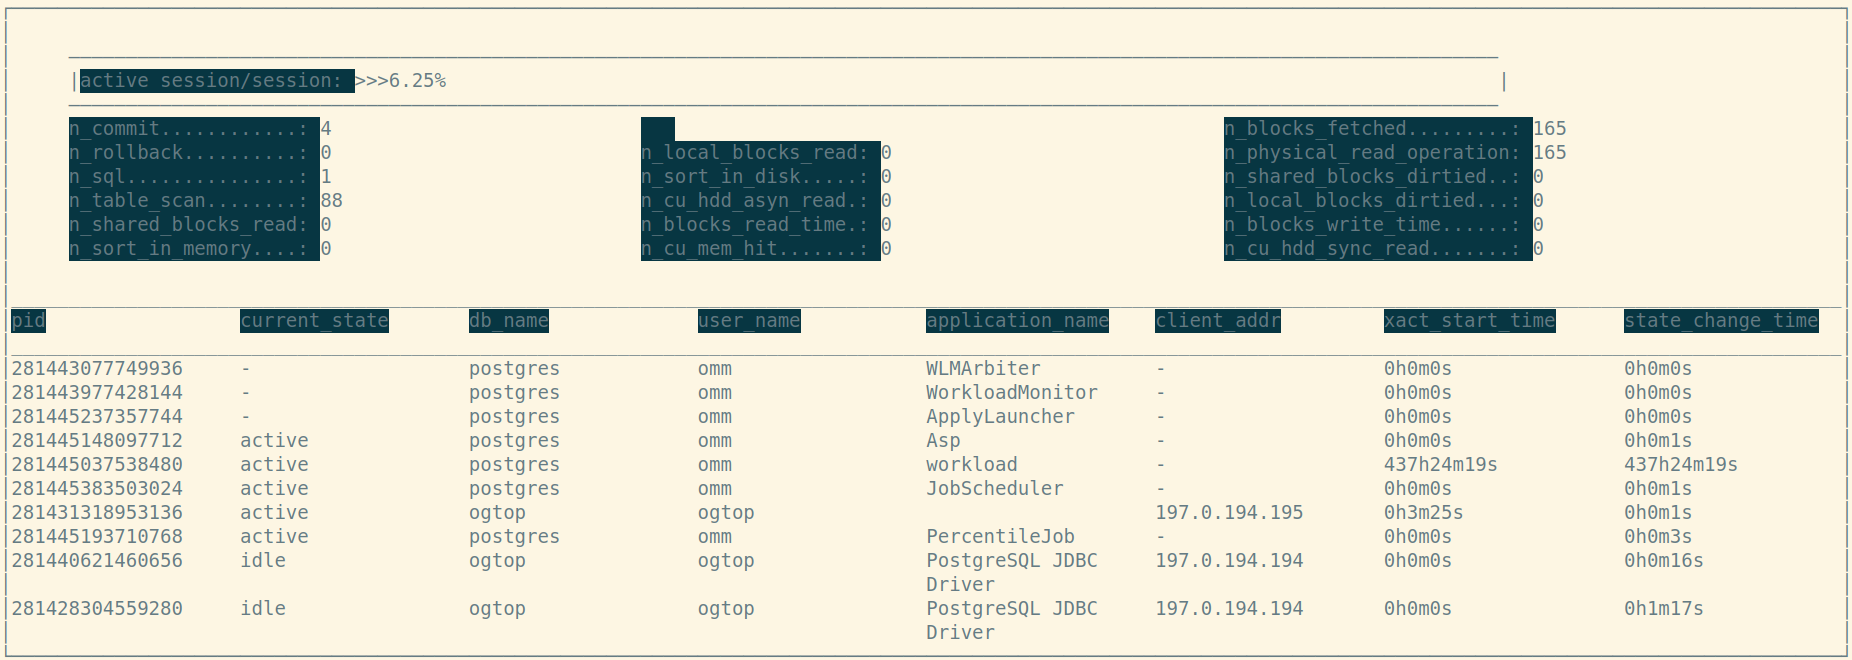 |active session/session: >>>6.25% |
n_commit............: 4 n_blocks_fetched.........: 165
n_rollback..........: 0 n_local_blocks_read: 0 n_physical_read_operation: 165
n_sql...............: 1 n_sort_in_disk.....: 0 n_shared_blocks_dirtied..: 0
n_table_scan........: 88 n_cu_hdd_asyn_read.: 0 n_local_blocks_dirtied...: 0
n_shared_blocks_read: 0 n_blocks_read_time.: 0 n_blocks_write_time......: 0
n_sort_in_memory....: 0 n_cu_mem_hit.......: 0 n_cu_hdd_sync_read.......: 0
pid current_state db_name user_name application_name client_addr xact_start_time state_change_time
281443077749936 - postgres omm WLMArbiter - 0h0m0s 0h0m0s
281443977428144 - postgres omm WorkloadMonitor - 0h0m0s 0h0m0s
281445237357744 - postgres omm ApplyLauncher - 0h0m0s 0h0m0s
281445148097712 active postgres omm Asp - 0h0m0s 0h0m1s
281445037538480 active postgres omm workload - 437h24m19s 437h24m19s
281445383503024 active postgres omm JobScheduler - 0h0m0s 0h0m1s
281431318953136 active ogtop ogtop 197.0.194.195 0h3m25s 0h0m1s
281445193710768 active postgres omm PercentileJob - 0h0m0s 0h0m3s
281440621460656 idle ogtop ogtop PostgreSQL JDBC 197.0.194.194 0h0m0s 0h0m16s
Driver
281428304559280 idle ogtop ogtop PostgreSQL JDBC 197.0.194.194 0h0m0s 0h1m17s
Driver